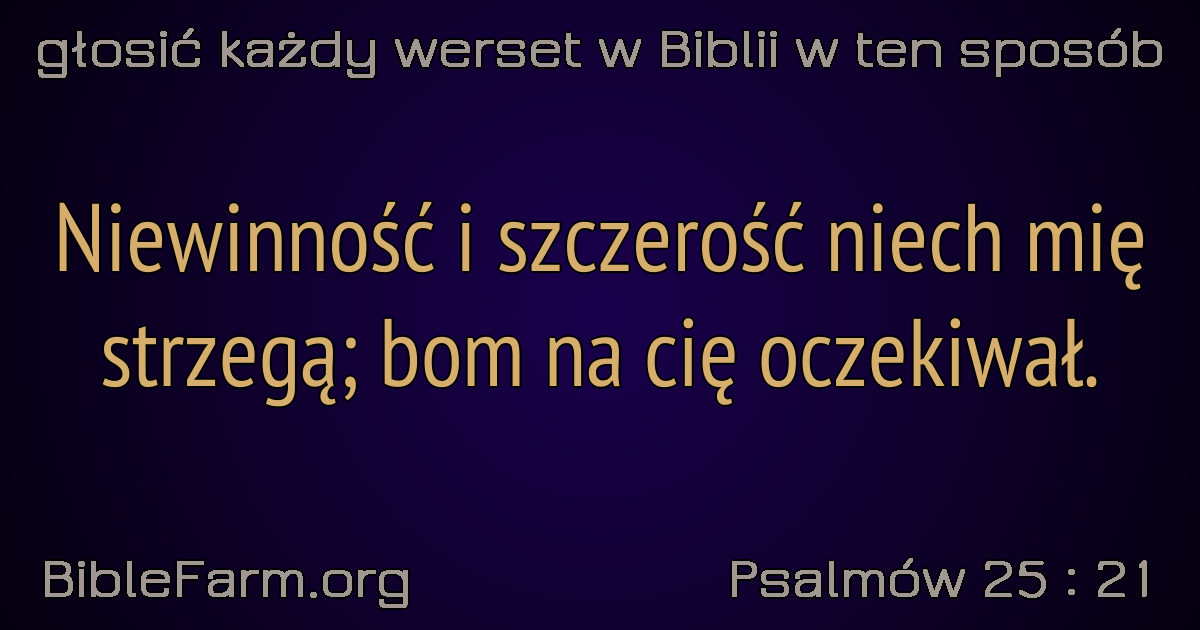 głosić każdy werset w Biblii w ten sposób
Niewinność i szczerość niech mię
strzegą; bom na cię oczekiwał.
BibleFarm.org
Psalmów 25 : 21